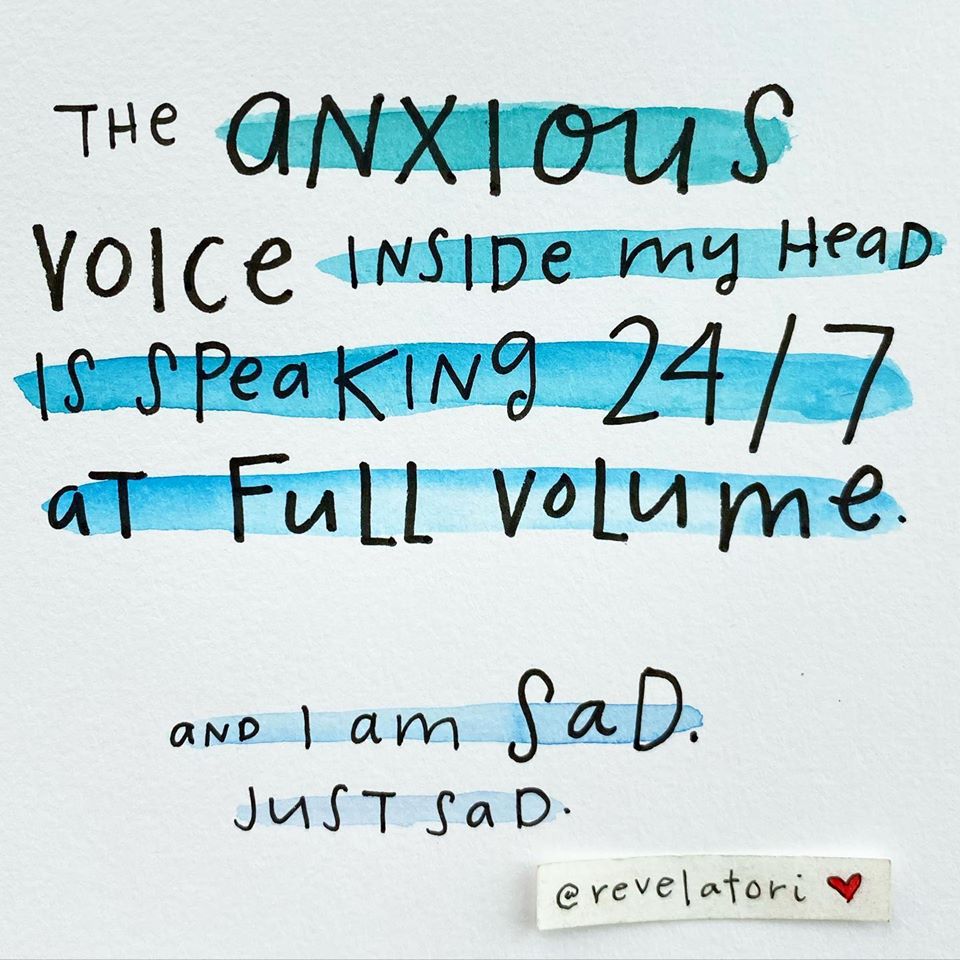 THE anxious
VOICE INSIDE my HeaD
IS SPeaKING 24/7
aT FuLL VoLume.
aND I am SaD.
JuST SaD.
@revelatori ❤